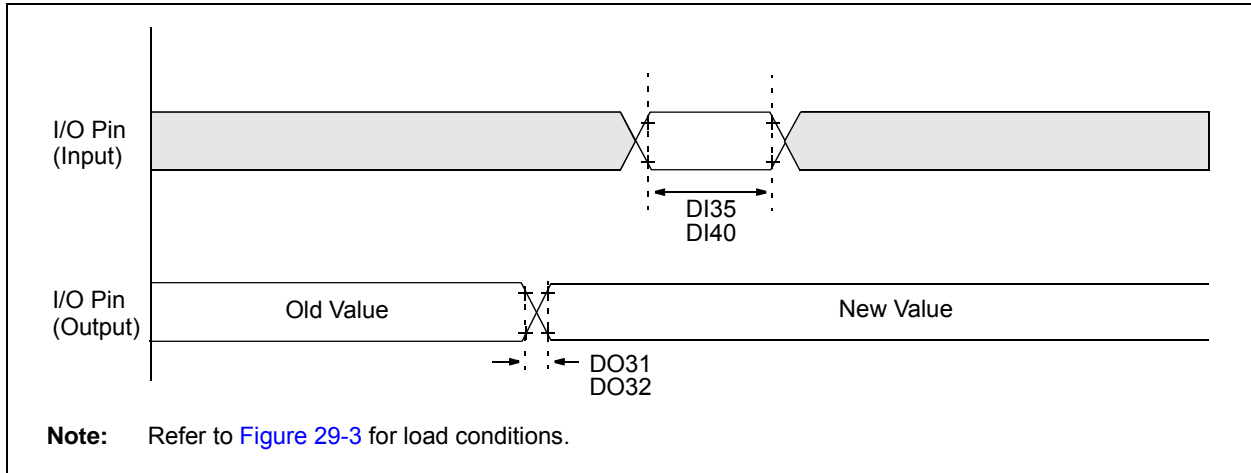 I/O Pin
(Input)
DI35
DI40
I/O Pin
(Output)
Old Value
New Value
DO31
DO32
Note: Refer to Figure 29-3 for load conditions.